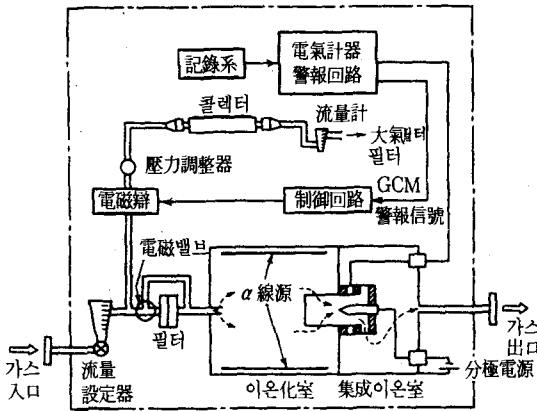 電氣計器
警報回路
記錄系
콜렉터
流量計
大氣
필터
壓力調整器
GCM
警報信號
電磁辯
制御回路
電磁밸브
α線源
필터
가스
入口
流量
設定器
이온化室
集成이온室
가스
出口
分極電源